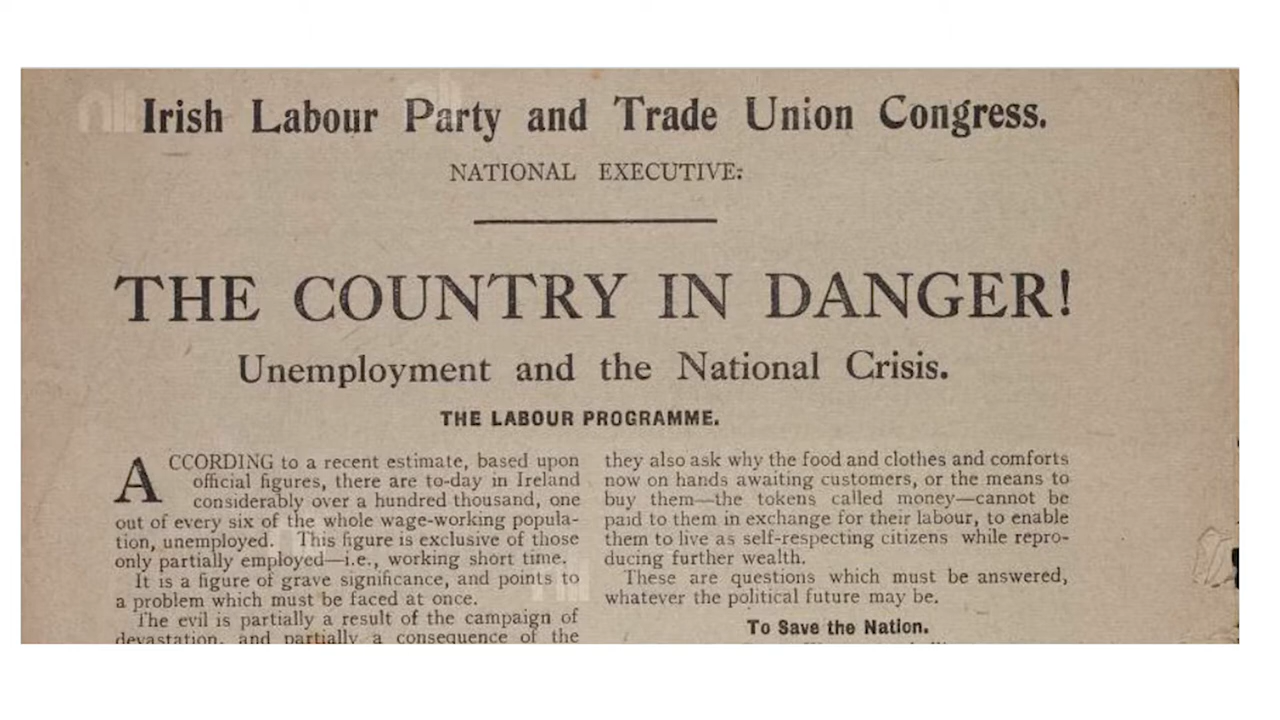 Irish Labour Party and Trade Union Congress.
NATIONAL EXECUTIVE:
THE COUNTRY IN DANGER!
Unemployment and the National Crisis.
THE LABOUR PROGRAMME.
ACCORDING to a recent estimate, based upon
official figures, there are to-day in Ireland
considerably over a hundred thousand, one
out of every six of the whole wage-working popula-
tion, unemployed. This figure is exclusive of those
only partially employed—i.e., working short time.
It is a figure of grave significance, and points to
a problem which must be faced at once.
The evil is partially a result of the campaign of
devastation, and partially a consequence of the
they also ask why the food and clothes and comforts
now on hands awaiting customers, or the means to
buy them—the tokens called money—cannot be
paid to them in exchange for their labour, to enable
them to live as self-respecting citizens while repro-
ducing further wealth.
These are questions which must be answered,
whatever the political future may be.
To Save the Nation.